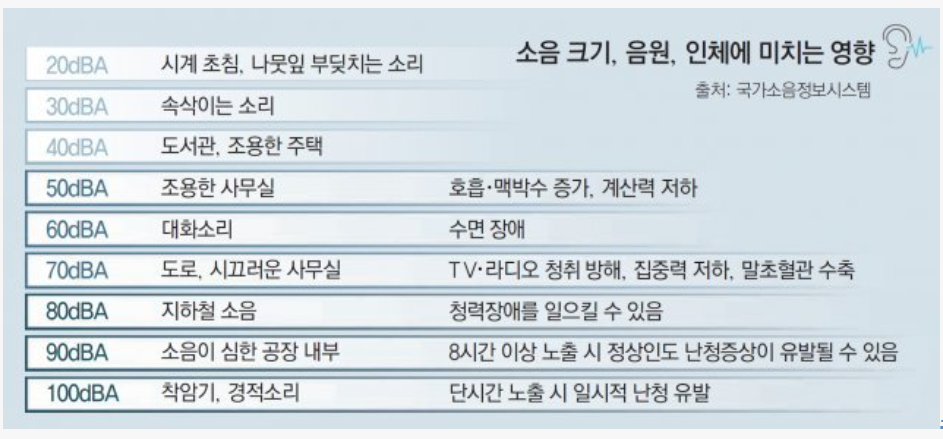 소음 크기, 음원, 인체에 미치는 영향
출처: 국가소음정보시스템
20dBA 시계 초침, 나뭇잎 부딪치는 소리
30dBA 속삭이는 소리
40dBA 도서관, 조용한 주택
50dBA 조용한 사무실 호흡·맥박수 증가, 계산력 저하
60dBA 대화소리 수면 장애
70dBA 도로, 시끄러운 사무실 TV·라디오 청취 방해, 집중력 저하, 말초혈관 수축
80dBA 지하철 소음 청력장애를 일으킬 수 있음
90dBA 소음이 심한 공장 내부 8시간 이상 노출 시 정상인도 난청증상이 유발될 수 있음
100dBA 착암기, 경적소리 단시간 노출 시 일시적 난청 유발